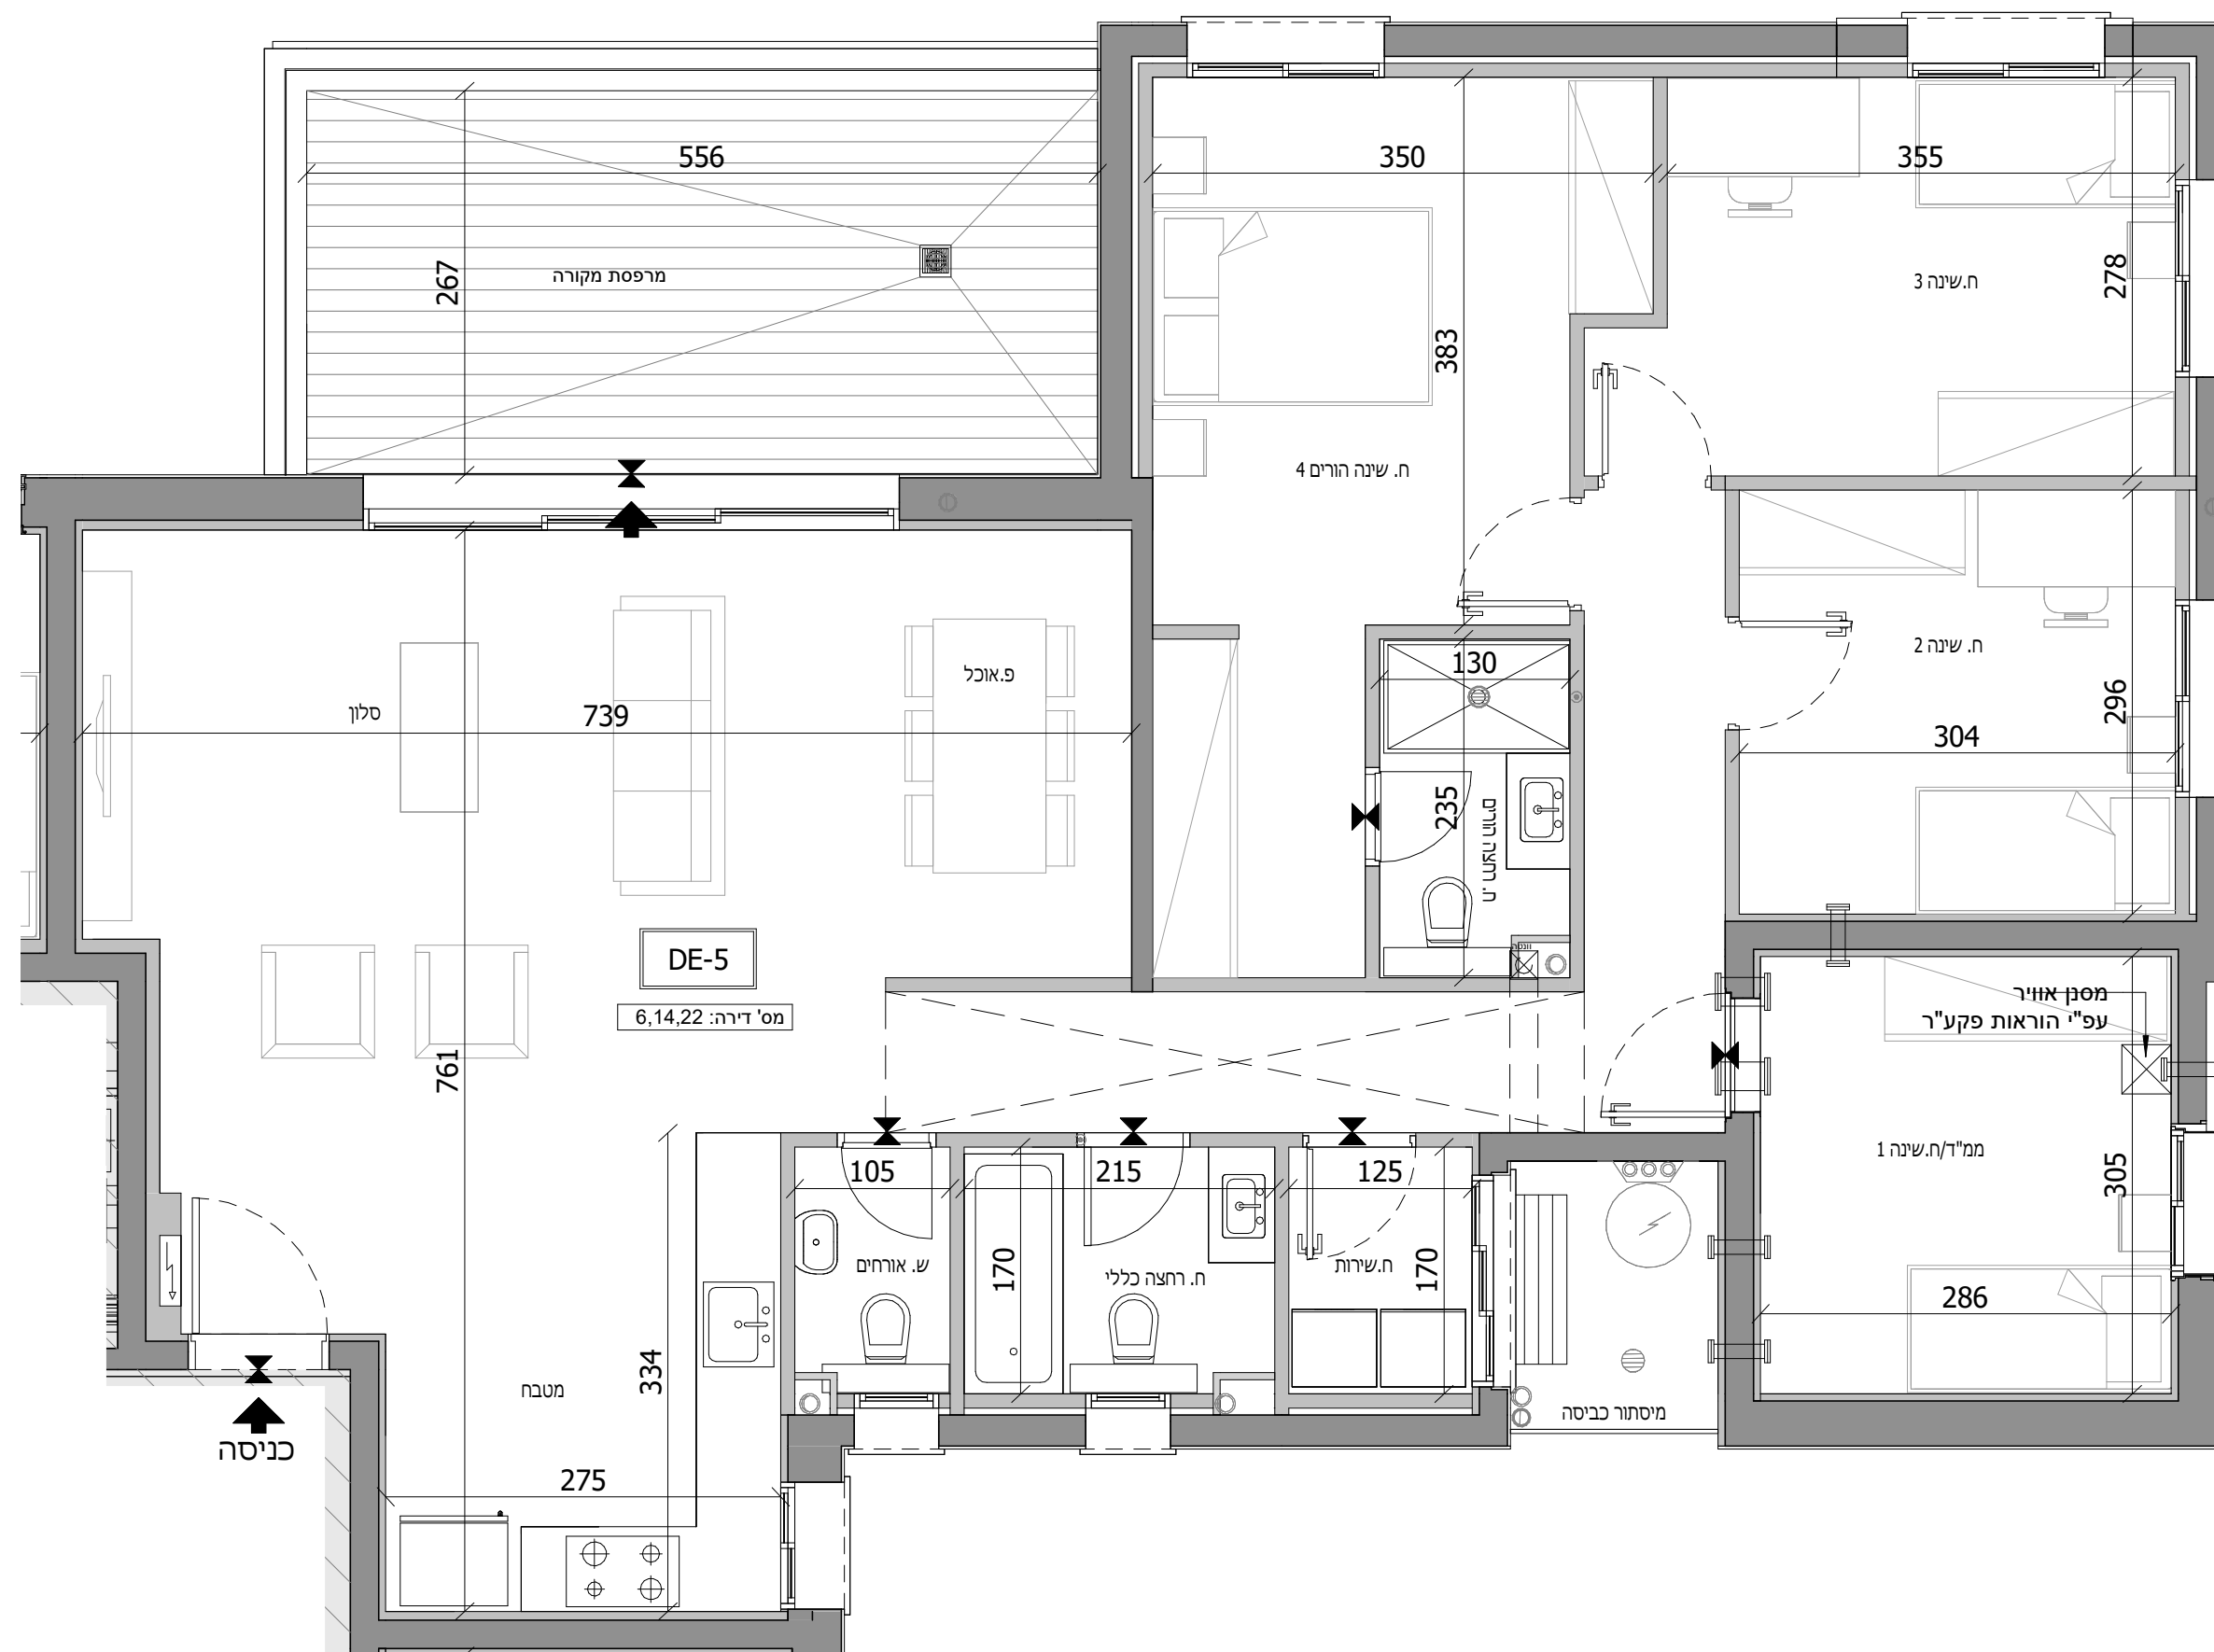 556
350
355
267
מרפסת מקורה
278
ח.שינה 3
383
ח. שינה הורים 4
130
ח. שינה 2
פ.אוכל
296
סלון
739
304
235
ח. רחצה הורים
DE-5
מס' דירה: 6,14,22
מסנן אוויר
עפ"י הוראות פקע"ר
761
105
215
125
ממ"ד/ח.שינה 1
305
170
ש. אורחים
ח. רחצה כללי
ח.שירות
170
286
334
מטבח
מיסתור כביסה
כניסה
275